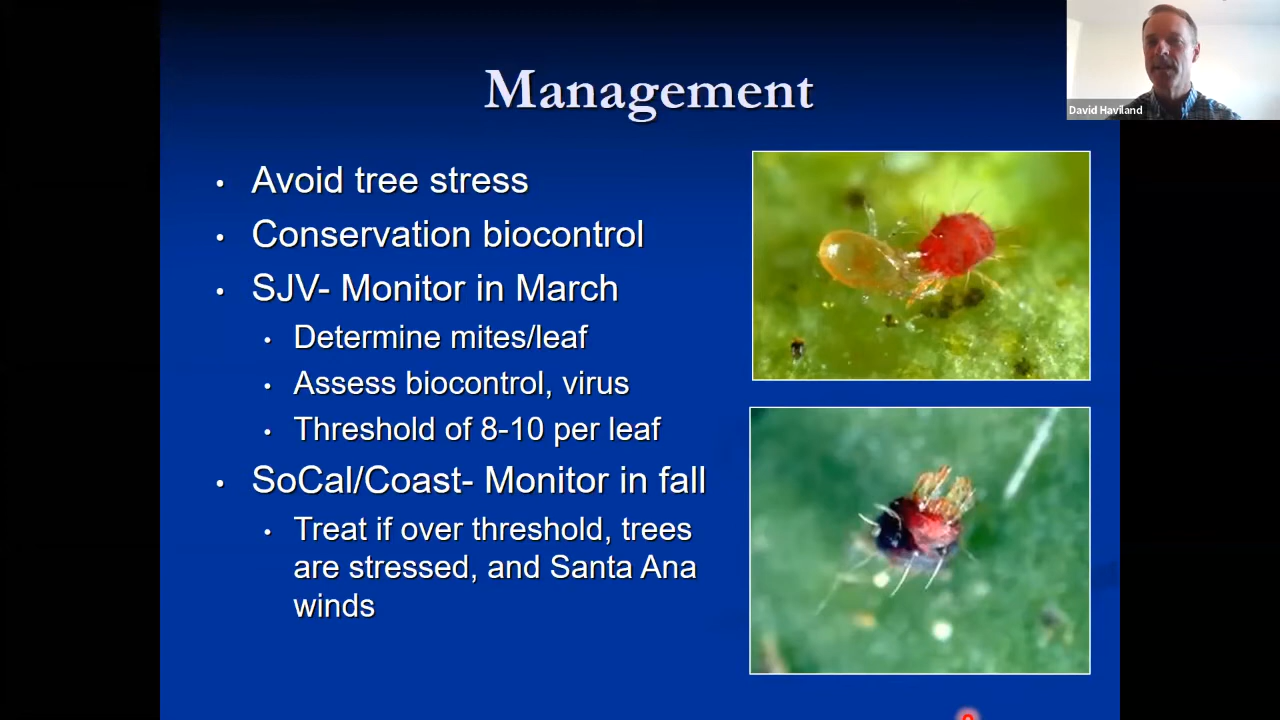 Management
David Haviland
• Avoid tree stress
• Conservation biocontrol
• SJV- Monitor in March
• Determine mites/leaf
• Assess biocontrol, virus
• Threshold of 8-10 per leaf
• SoCal/Coast- Monitor in fall
• Treat if over threshold, trees
are stressed, and Santa Ana
winds